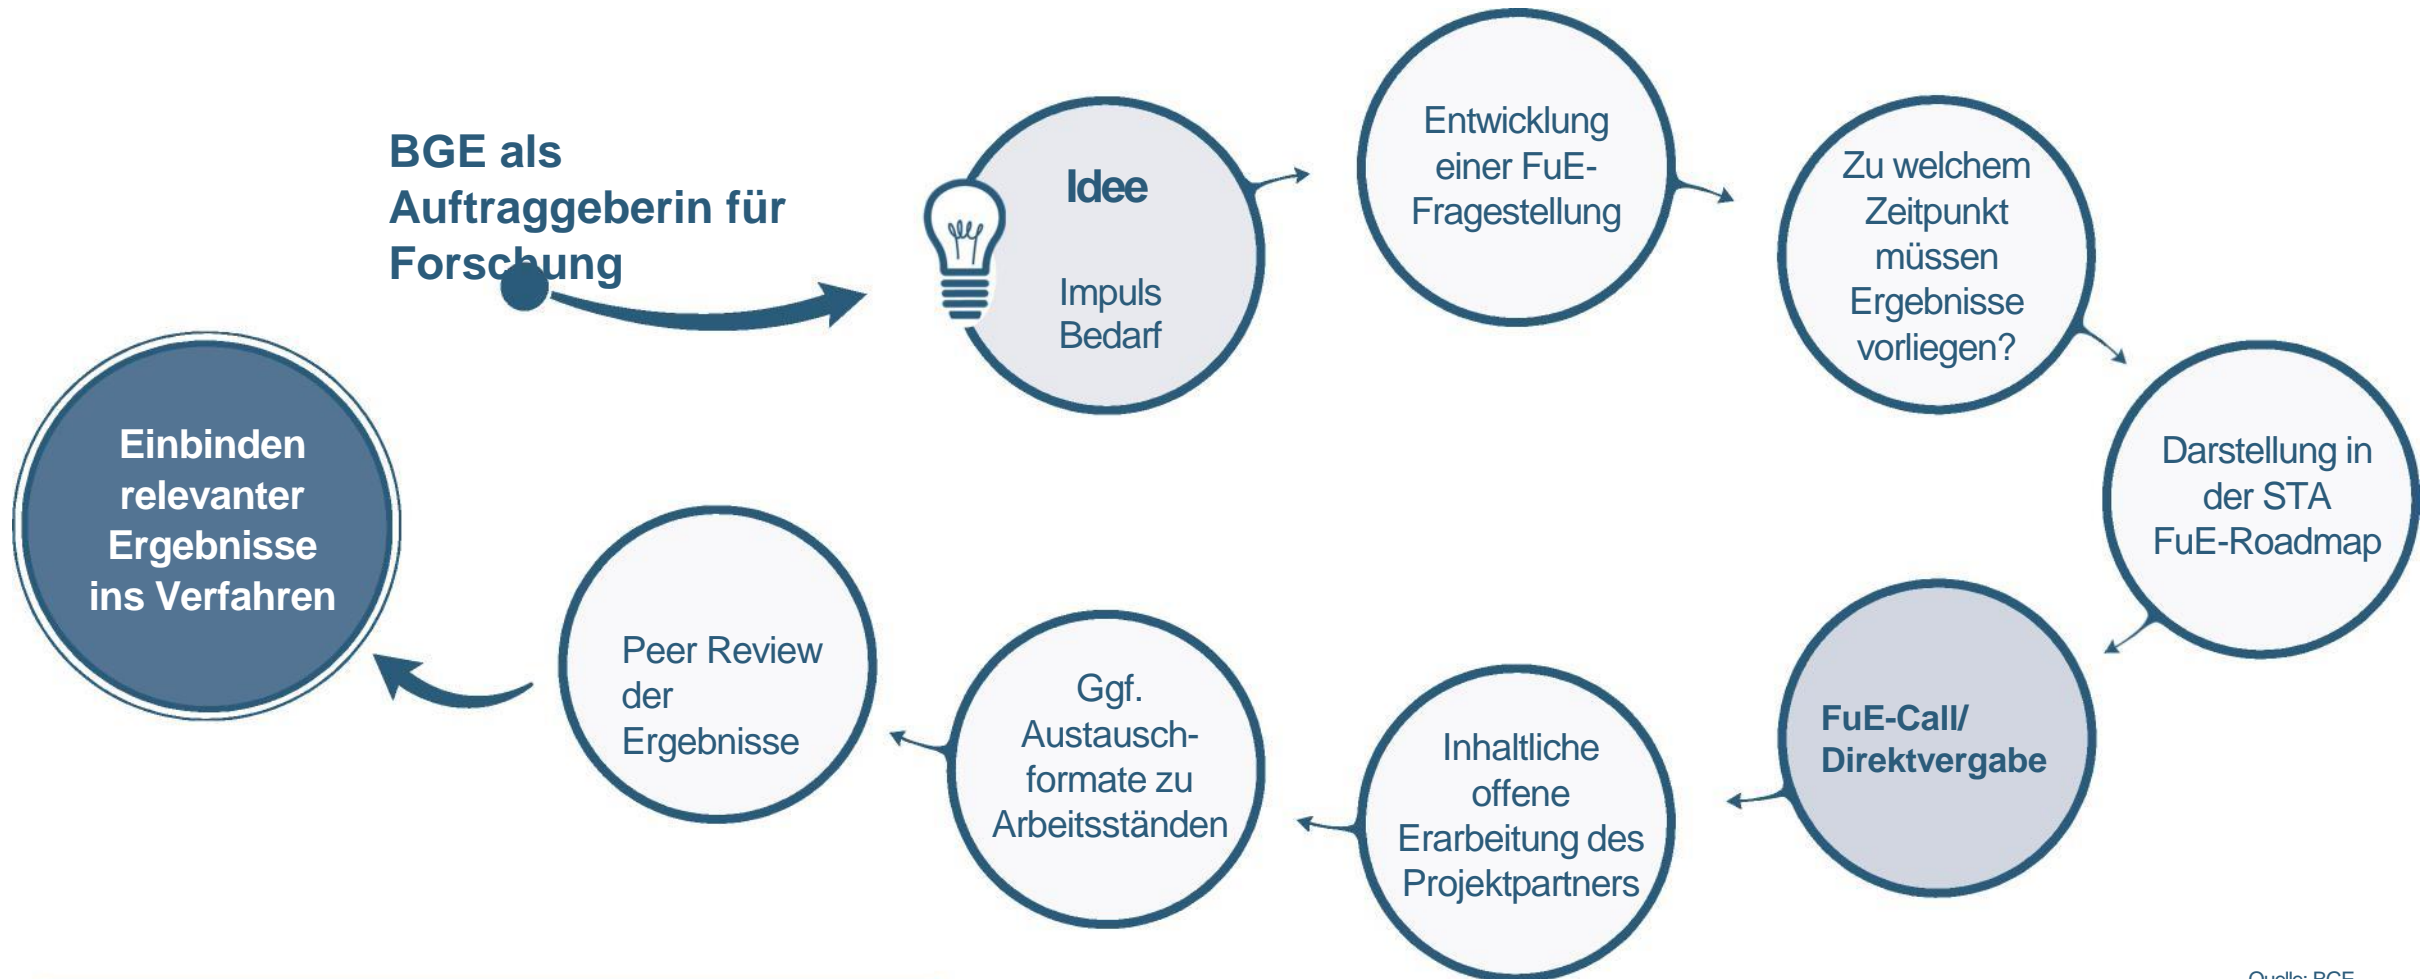 BGE als
Auftraggeberin für
Forschung
Idee
Impuls
Bedarf
Entwicklung
einer FuE-
Fragestellung
Zu welchem
Zeitpunkt
müssen
Ergebnisse
vorliegen?
Darstellung in
der STA
FuE-Roadmap
FuE-Call/
Direktvergabe
Inhaltliche
offene
Erarbeitung des
Projektpartners
Ggf.
Austausch-
formate zu
Arbeitsständen
Peer Review
der
Ergebnisse
Einbinden
relevanter
Ergebnisse
ins Verfahren
Quelle: BGE